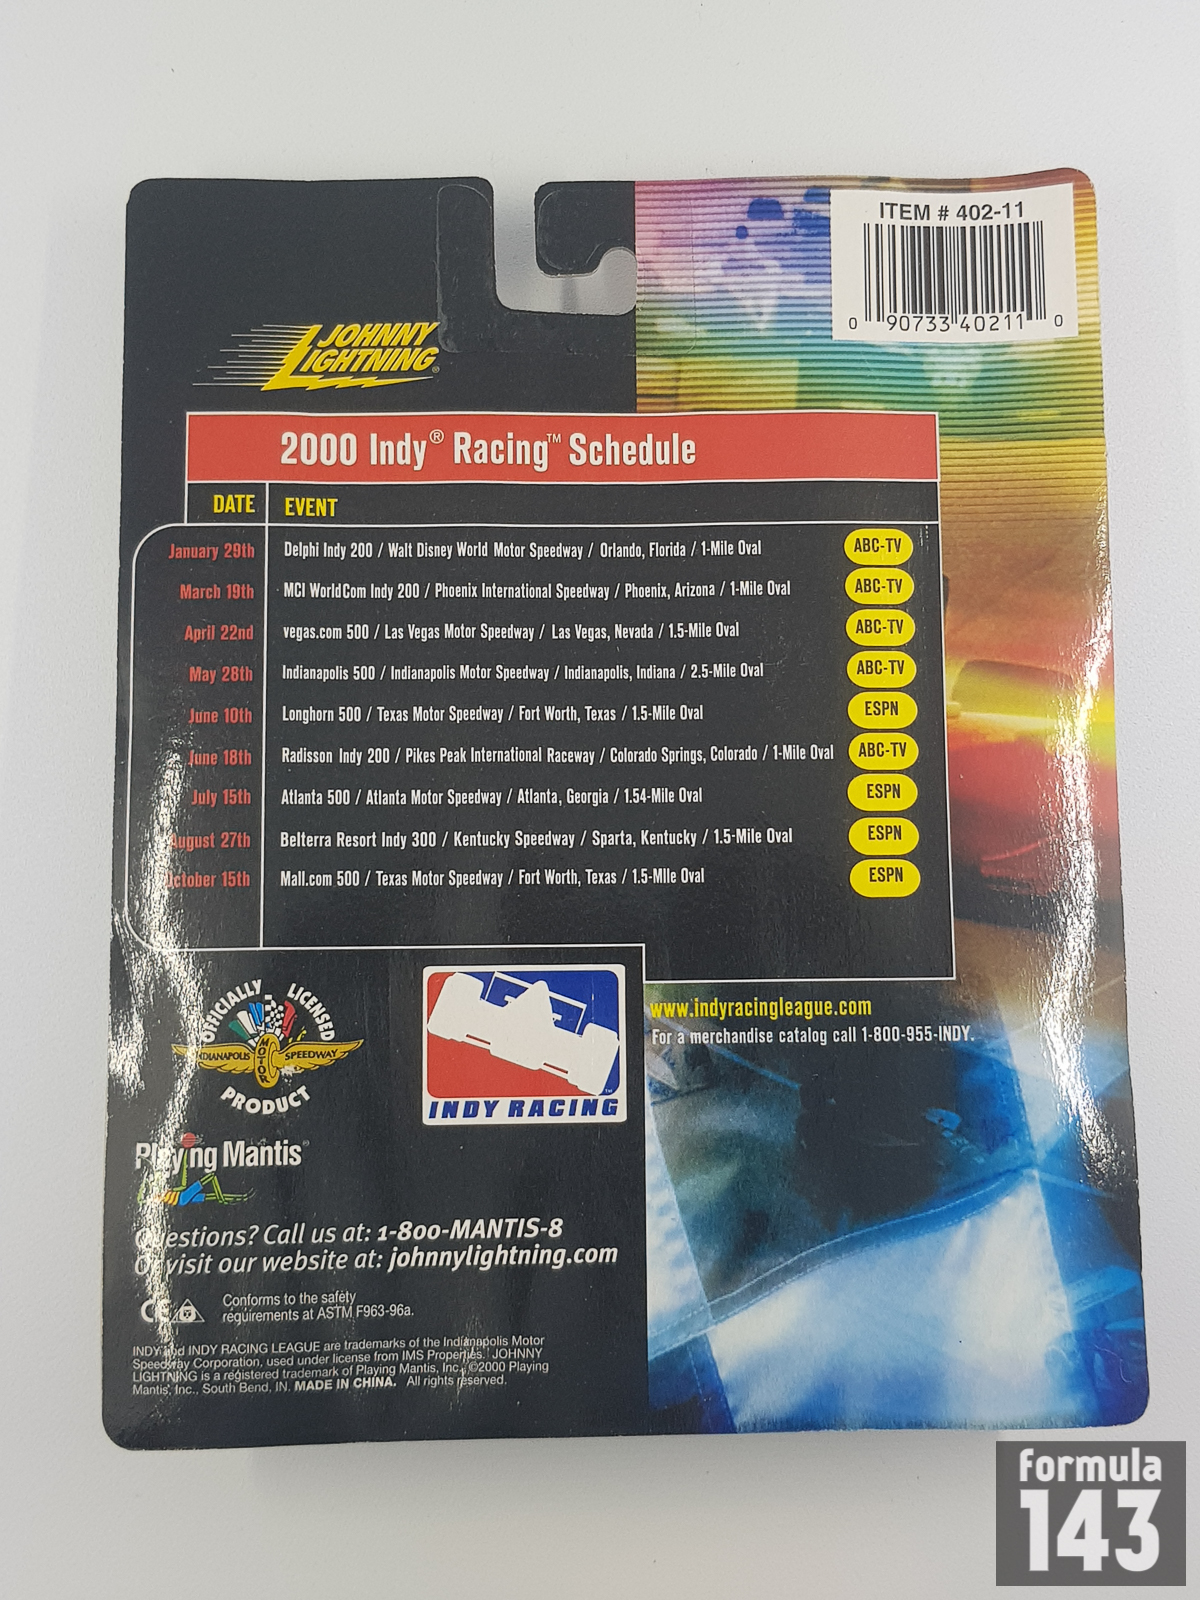 ITEM # 402-11
0 90733 40211 0
JOHNNY
LIGHTNING®
2000 Indy® Racing™ Schedule
DATE EVENT
January 29th Delphi Indy 200 / Walt Disney World Motor Speedway / Orlando, Florida / 1-Mile Oval ABC-TV
March 19th MCI WorldCom Indy 200 / Phoenix International Speedway / Phoenix, Arizona / 1-Mile Oval ABC-TV
April 22nd vegas.com 500 / Las Vegas Motor Speedway / Las Vegas, Nevada / 1.5-Mile Oval ABC-TV
May 28th Indianapolis 500 / Indianapolis Motor Speedway / Indianapolis, Indiana / 2.5-Mile Oval ABC-TV
June 10th Longhorn 500 / Texas Motor Speedway / Fort Worth, Texas / 1.5-Mile Oval ESPN
June 18th Radisson Indy 200 / Pikes Peak International Raceway / Colorado Springs, Colorado / 1-Mile Oval ABC-TV
July 15th Atlanta 500 / Atlanta Motor Speedway / Atlanta, Georgia / 1.54-Mile Oval ESPN
August 27th Belterra Resort Indy 300 / Kentucky Speedway / Sparta, Kentucky / 1.5-Mile Oval ESPN
October 15th Mall.com 500 / Texas Motor Speedway / Fort Worth, Texas / 1.5-MIle Oval ESPN
OFFICIALLY LICENSED
INDIANAPOLIS MOTOR SPEEDWAY
PRODUCT
INDY RACING
www.indyracingleague.com
For a merchandise catalog call 1-800-955-INDY.
Playing Mantis®
Questions? Call us at: 1-800-MANTIS-8
Or visit our website at: johnnylightning.com
CE
Conforms to the safety
requirements at ASTM F963-96a.
INDY and INDY RACING LEAGUE are trademarks of the Indianapolis Motor
Speedway Corporation, used under license from IMS Properties. JOHNNY
LIGHTNING is a registered trademark of Playing Mantis, Inc., ©2000 Playing
Mantis, Inc., South Bend, IN. MADE IN CHINA. All rights reserved.
formula
143